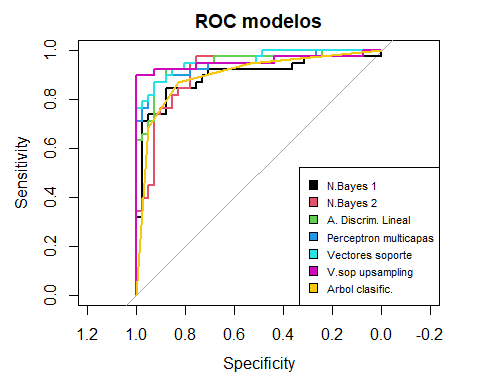 ROC modelos
Sensitivity
1.0
0.8
0.6
0.4
0.2
0.0
N.Bayes 1
N.Bayes 2
A. Discrim. Lineal
Perceptron multicapas
Vectores soporte
V.sop upsampling
Arbol clasific.
1.2 1.0 0.8 0.6 0.4 0.2 0.0 -0.2
Specificity